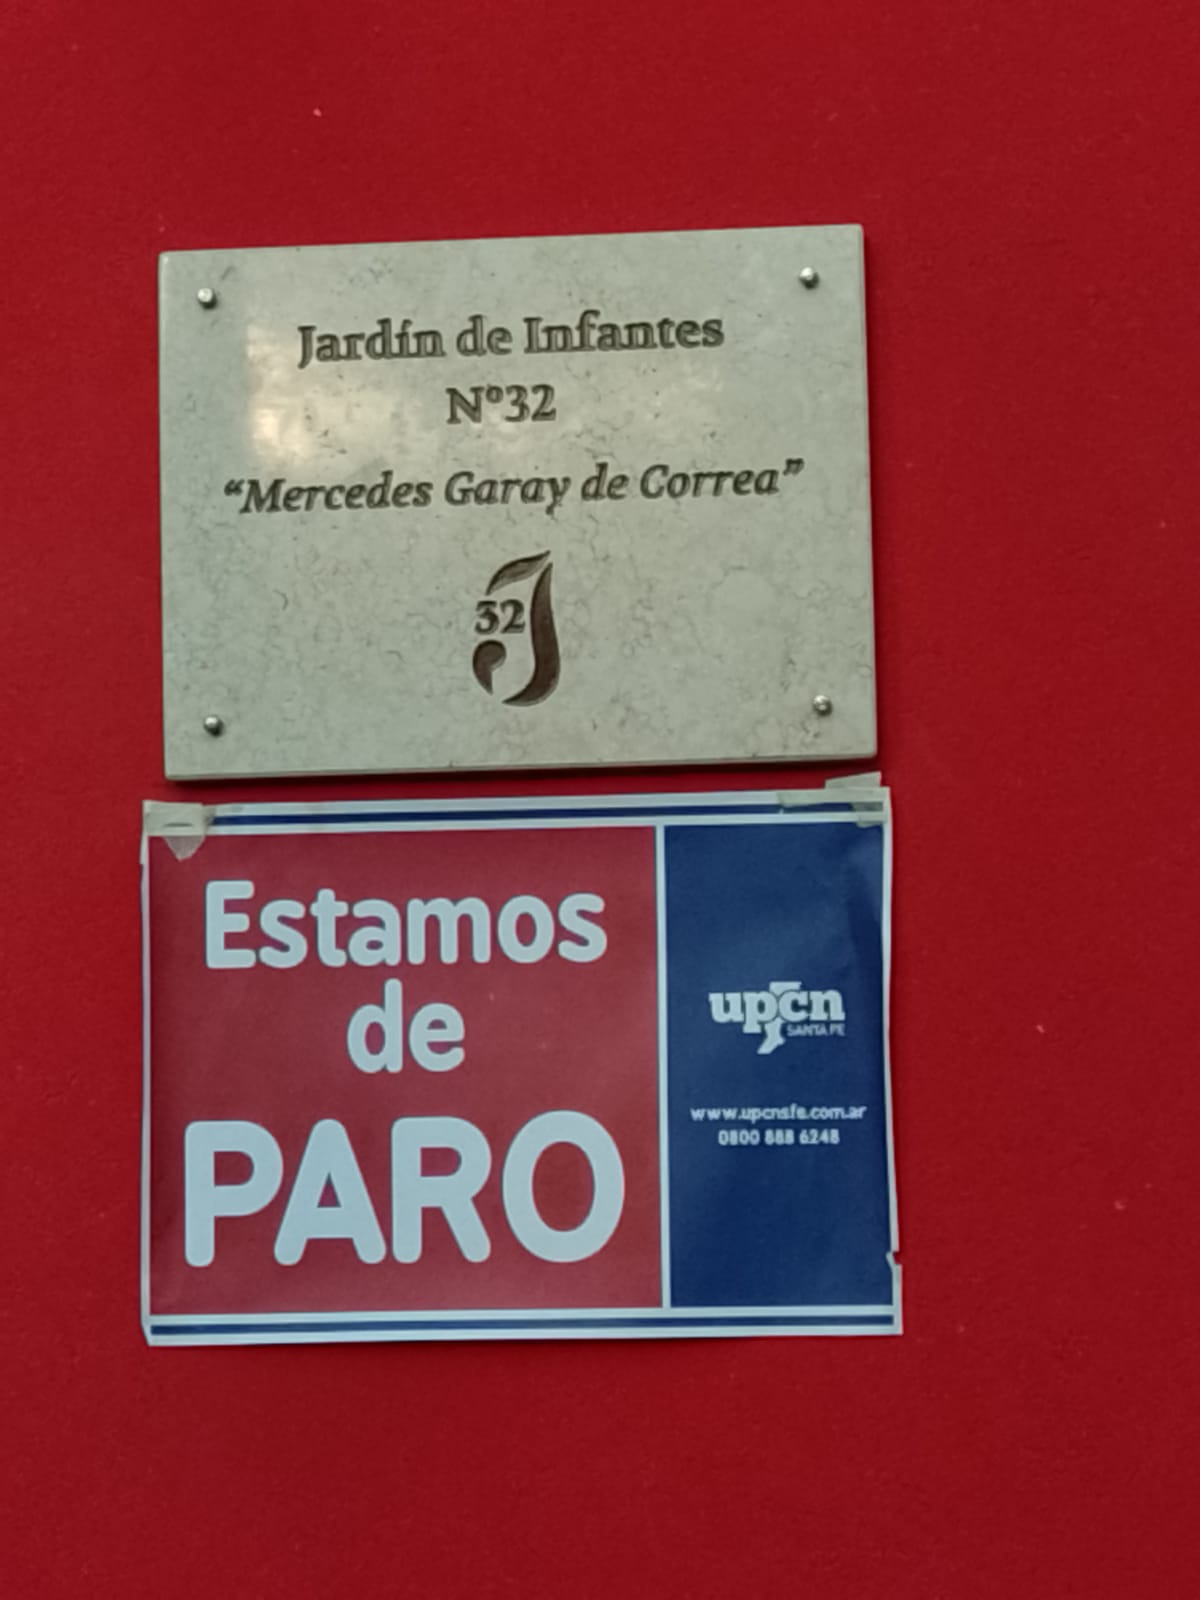 Jardín de Infantes
N°32
“Mercedes Garay de Correa”
32
Estamos
de
PARO
upcn
SANTA FE
www.upcnsfe.com.ar
0800 888 6248